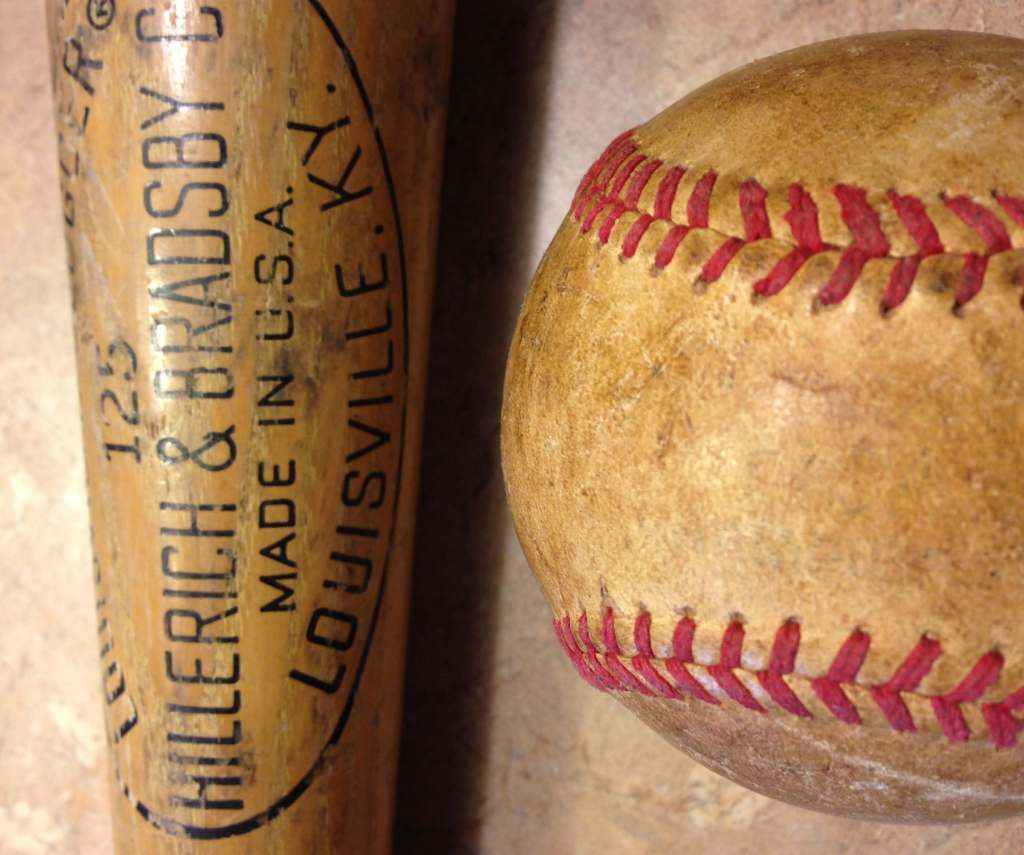 125
HILLERICH & BRADSBY C
MADE IN U.S.A.
LOUISVILLE. KY.